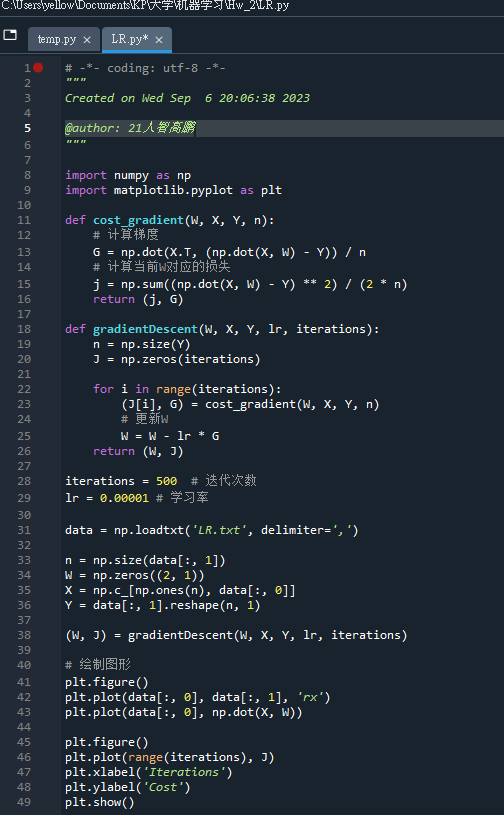 C:\Users\yellow\Documents\KP\大学\机器学习\Hw_2\LR.py
temp.py × LR.py* ×
1 # -*- coding: utf-8 -*-
2 """
3 Created on Wed Sep  6 20:06:38 2023
4
5 @author: 21人智高鹏
6 """
7
8 import numpy as np
9 import matplotlib.pyplot as plt
10
11 def cost_gradient(W, X, Y, n):
12     # 计算梯度
13     G = np.dot(X.T, (np.dot(X, W) - Y)) / n
14     # 计算当前W对应的损失
15     j = np.sum((np.dot(X, W) - Y) ** 2) / (2 * n)
16     return (j, G)
17
18 def gradientDescent(W, X, Y, lr, iterations):
19     n = np.size(Y)
20     J = np.zeros(iterations)
21
22     for i in range(iterations):
23         (J[i], G) = cost_gradient(W, X, Y, n)
24         # 更新W
25         W = W - lr * G
26     return (W, J)
27
28 iterations = 500  # 迭代次数
29 lr = 0.00001 # 学习率
30
31 data = np.loadtxt('LR.txt', delimiter=',')
32
33 n = np.size(data[:, 1])
34 W = np.zeros((2, 1))
35 X = np.c_[np.ones(n), data[:, 0]]
36 Y = data[:, 1].reshape(n, 1)
37
38 (W, J) = gradientDescent(W, X, Y, lr, iterations)
39
40 # 绘制图形
41 plt.figure()
42 plt.plot(data[:, 0], data[:, 1], 'rx')
43 plt.plot(data[:, 0], np.dot(X, W))
44
45 plt.figure()
46 plt.plot(range(iterations), J)
47 plt.xlabel('Iterations')
48 plt.ylabel('Cost')
49 plt.show()